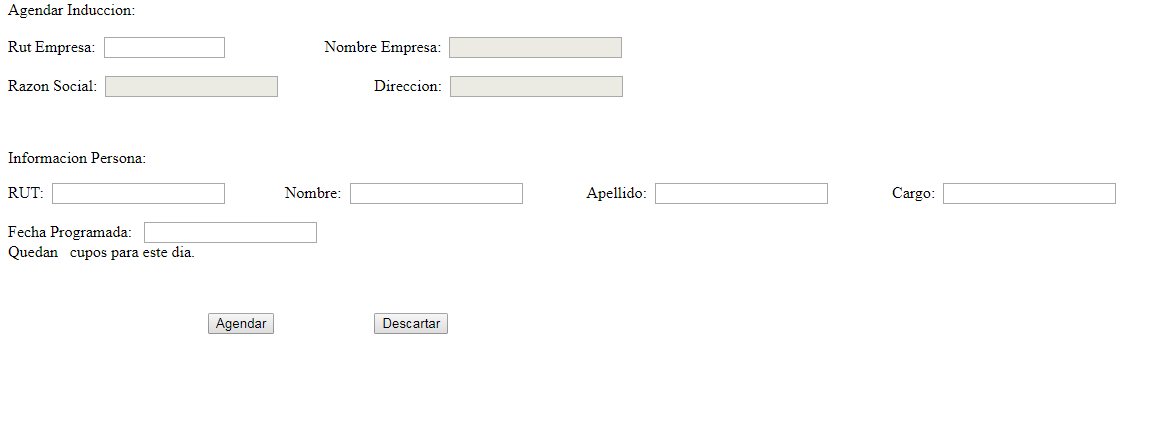 Agendar Induccion:
Rut Empresa: Nombre Empresa:
Razon Social: Direccion:
Informacion Persona:
RUT: Nombre: Apellido: Cargo:
Fecha Programada:
Quedan cupos para este dia.
Agendar Descartar